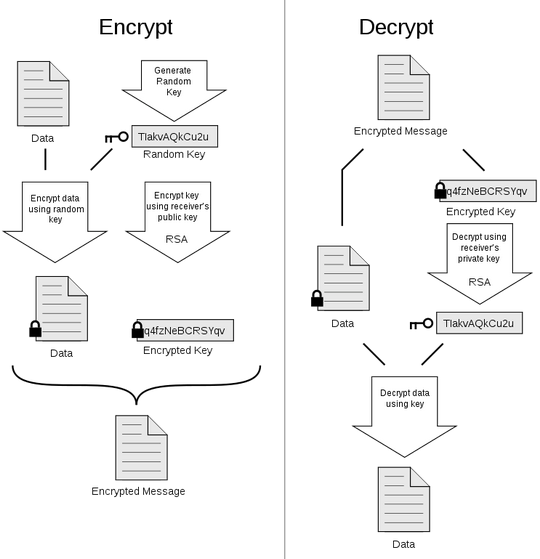 Encrypt
Generate
Random
Key
Data
TIakvAQkCu2u
Random Key
Encrypt data
using random
key
Encrypt key
using receiver's
public key
RSA
Data
q4fzNeBCRSYqv
Encrypted Key
Encrypted Message
Decrypt
Encrypted Message
q4fzNeBCRSYqv
Encrypted Key
Decrypt using
receiver's
private key
RSA
Data
TIakvAQkCu2u
Decrypt data
using key
Data